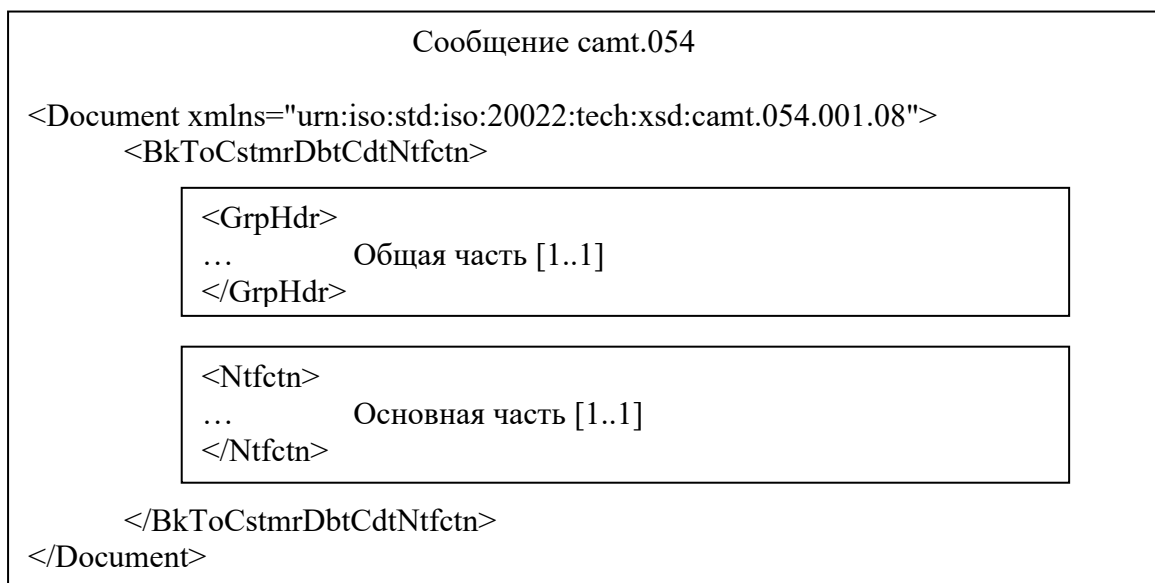 Сообщение camt.054
<Document xmlns="urn:iso:std:iso:20022:tech:xsd:camt.054.001.08">
<BkToCstmrDbtCdtNtfctn>
<GrpHdr>
… Общая часть [1..1]
</GrpHdr>
<Ntfctn>
… Основная часть [1..1]
</Ntfctn>
</BkToCstmrDbtCdtNtfctn>
</Document>